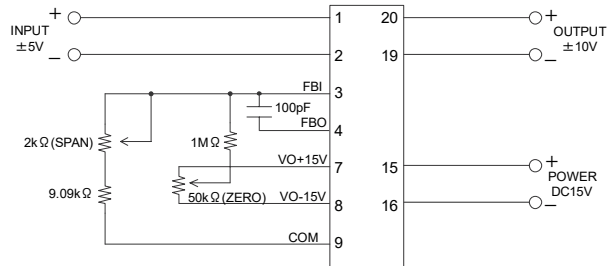 +
INPUT
±5V
−
1
2
FBI
3
100pF
FBO
4
2kΩ(SPAN)
1MΩ
VO+15V
7
9.09kΩ
50kΩ(ZERO)
VO-15V
8
COM
9
20
+
OUTPUT
±10V
19
−
15
+
POWER
DC15V
16
−